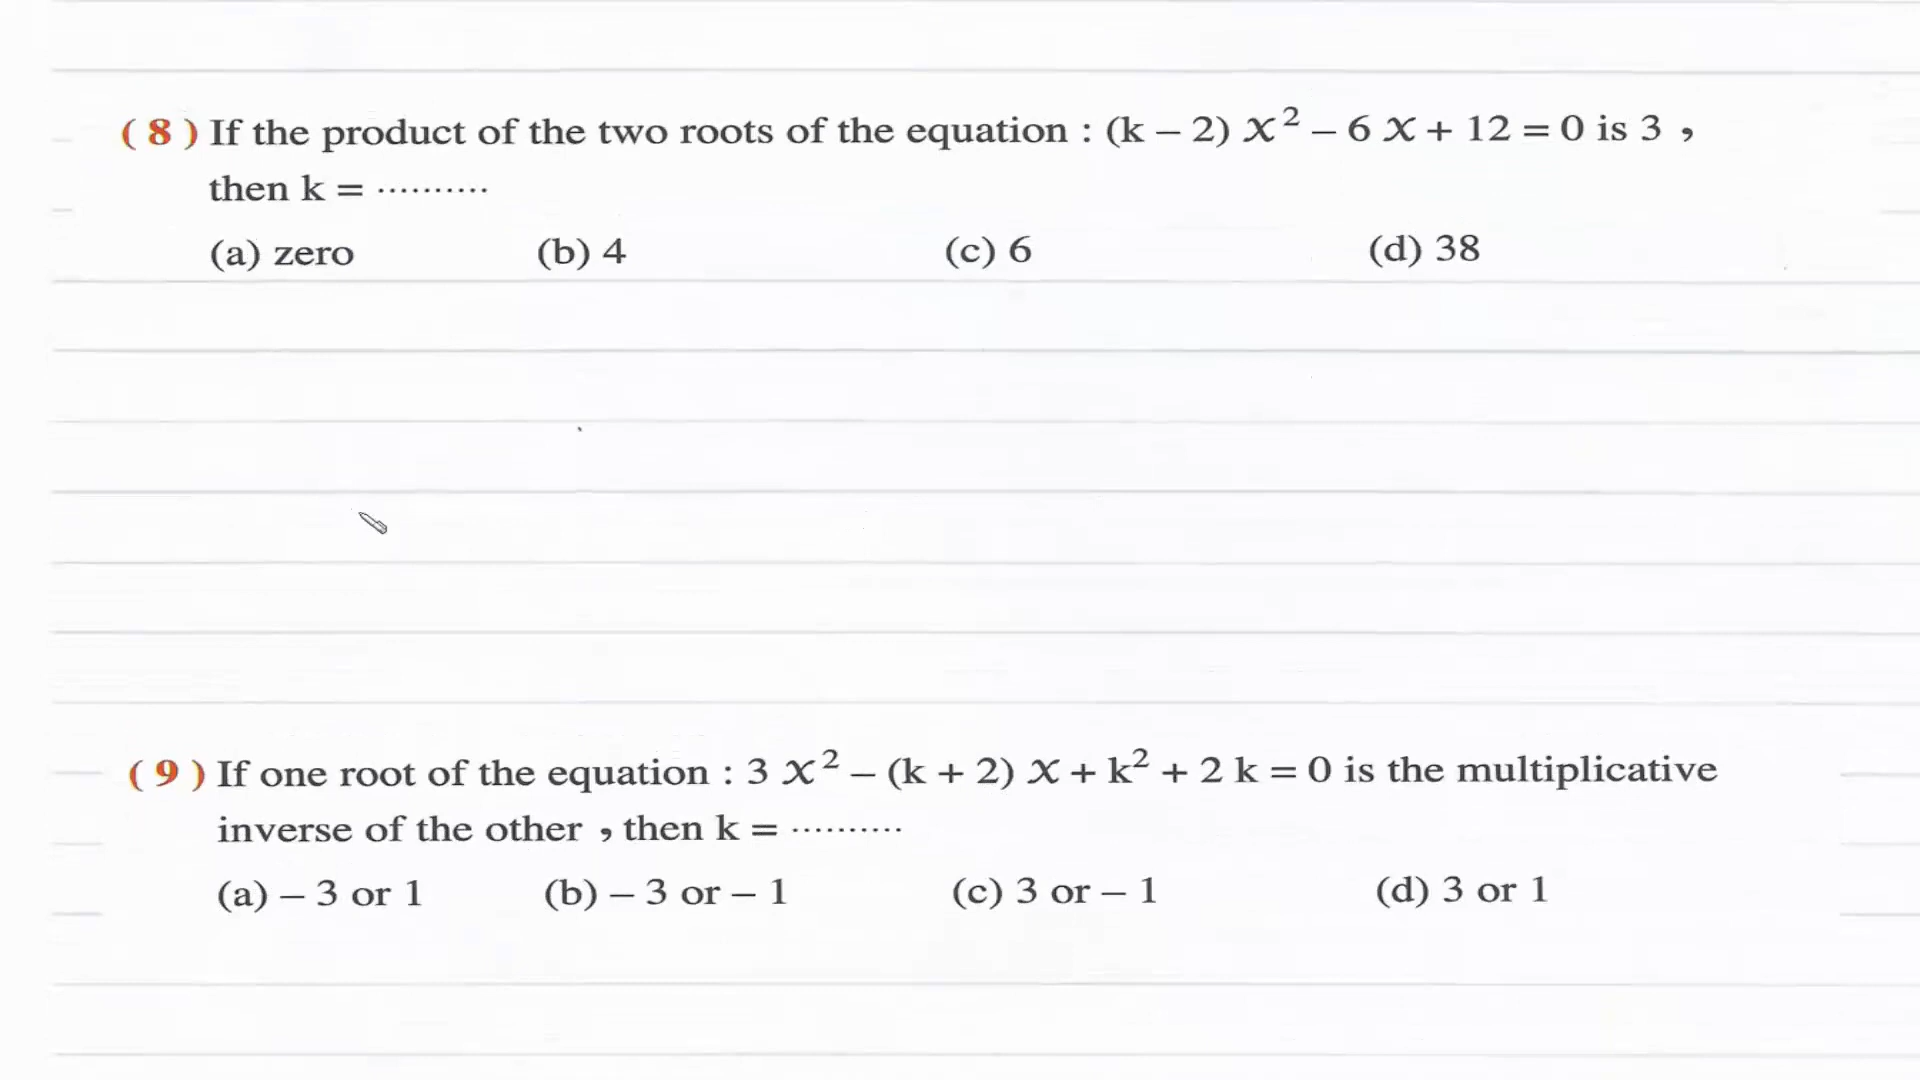 ( 8 ) If the product of the two roots of the equation : (k – 2) x² – 6 x + 12 = 0 is 3 ,
then k = ··········
(a) zero (b) 4 (c) 6 (d) 38
( 9 ) If one root of the equation : 3 x² – (k + 2) x + k² + 2 k = 0 is the multiplicative
inverse of the other , then k = ··········
(a) – 3 or 1 (b) – 3 or – 1 (c) 3 or – 1 (d) 3 or 1